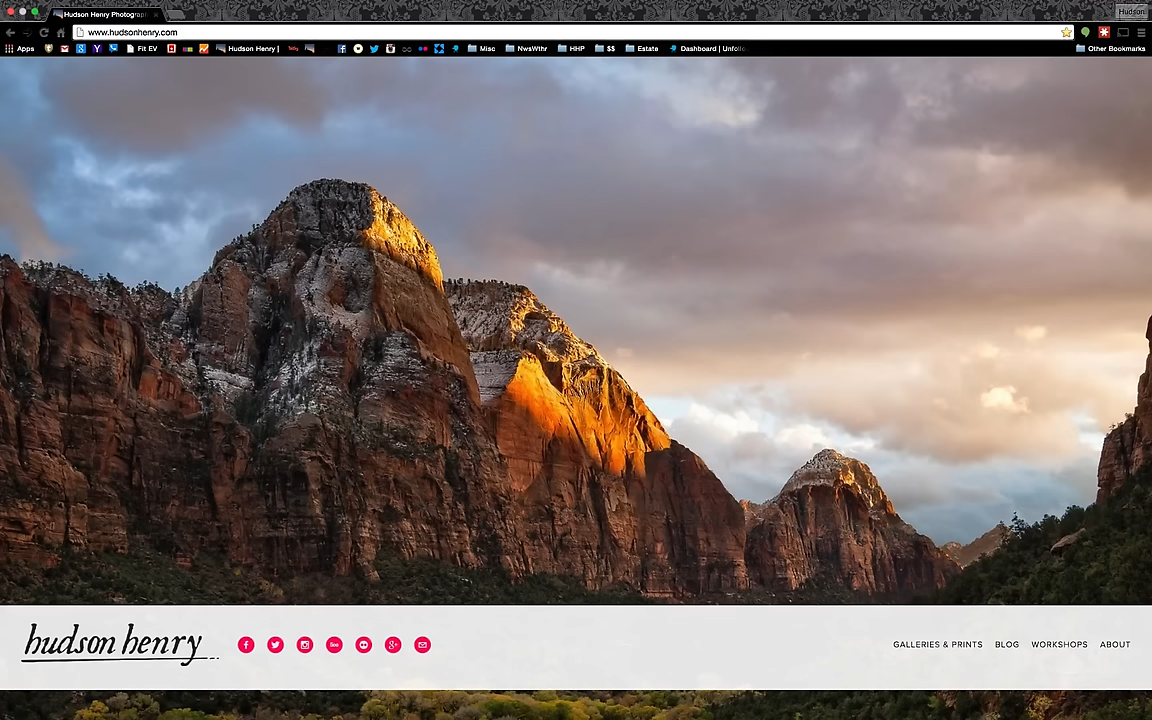 Hudson Henry Photograp
Hudson
www.hudsonhenry.com
Apps
Fit EV
Hudson Henry |
Misc
NwsWthr
HHP
$$
Estate
Dashboard | Unfoll
Other Bookmarks
hudson henry
GALLERIES & PRINTS BLOG WORKSHOPS ABOUT